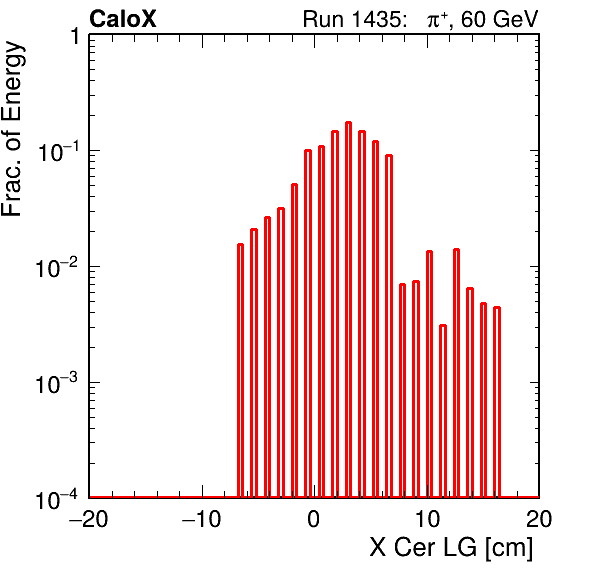 CaloX Run 1435: π⁺, 60 GeV
Frac. of Energy
1
10⁻¹
10⁻²
10⁻³
10⁻⁴
−20 −10 0 10 20
X Cer LG [cm]